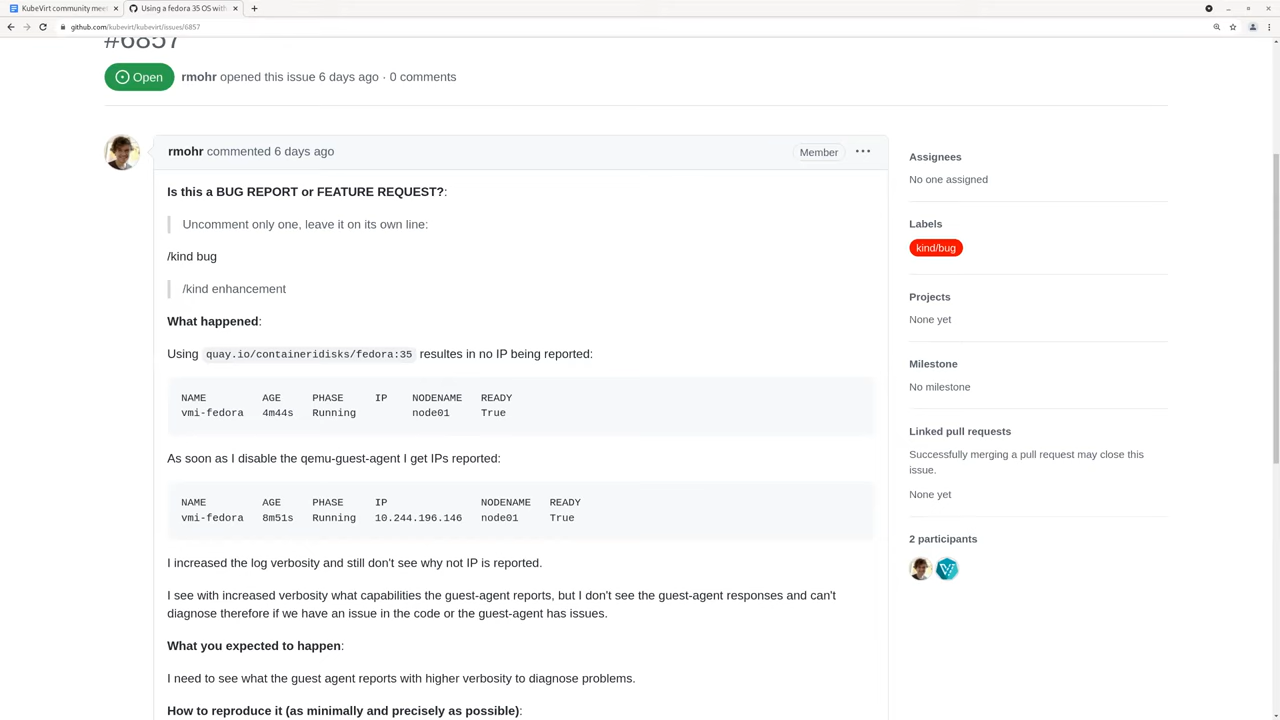 KubeVirt community mee
Using a fedora 35 OS with
github.com/kubevirt/kubevirt/issues/6857
#6857
Open
rmohr opened this issue 6 days ago · 0 comments
rmohr commented 6 days ago
Member
Is this a BUG REPORT or FEATURE REQUEST?:
Uncomment only one, leave it on its own line:
/kind bug
/kind enhancement
What happened:
Using quay.io/containeridisks/fedora:35 resultes in no IP being reported:
NAME AGE PHASE IP NODENAME READY
vmi-fedora 4m44s Running node01 True
As soon as I disable the qemu-guest-agent I get IPs reported:
NAME AGE PHASE IP NODENAME READY
vmi-fedora 8m51s Running 10.244.196.146 node01 True
I increased the log verbosity and still don't see why not IP is reported.
I see with increased verbosity what capabilities the guest-agent reports, but I don't see the guest-agent responses and can't
diagnose therefore if we have an issue in the code or the guest-agent has issues.
What you expected to happen:
I need to see what the guest agent reports with higher verbosity to diagnose problems.
How to reproduce it (as minimally and precisely as possible):
Assignees
No one assigned
Labels
kind/bug
Projects
None yet
Milestone
No milestone
Linked pull requests
Successfully merging a pull request may close this
issue.
None yet
2 participants